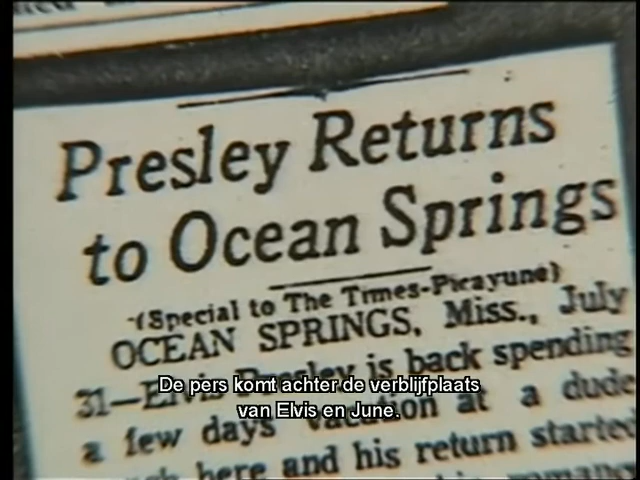 Presley Returns
to Ocean Springs
(Special to The Times-Picayune)
OCEAN SPRINGS, Miss., July
31—Elvis Presley is back spending
a few days vacation at a dude
here and his return started
De pers komt achter de verblijfplaats
van Elvis en June.